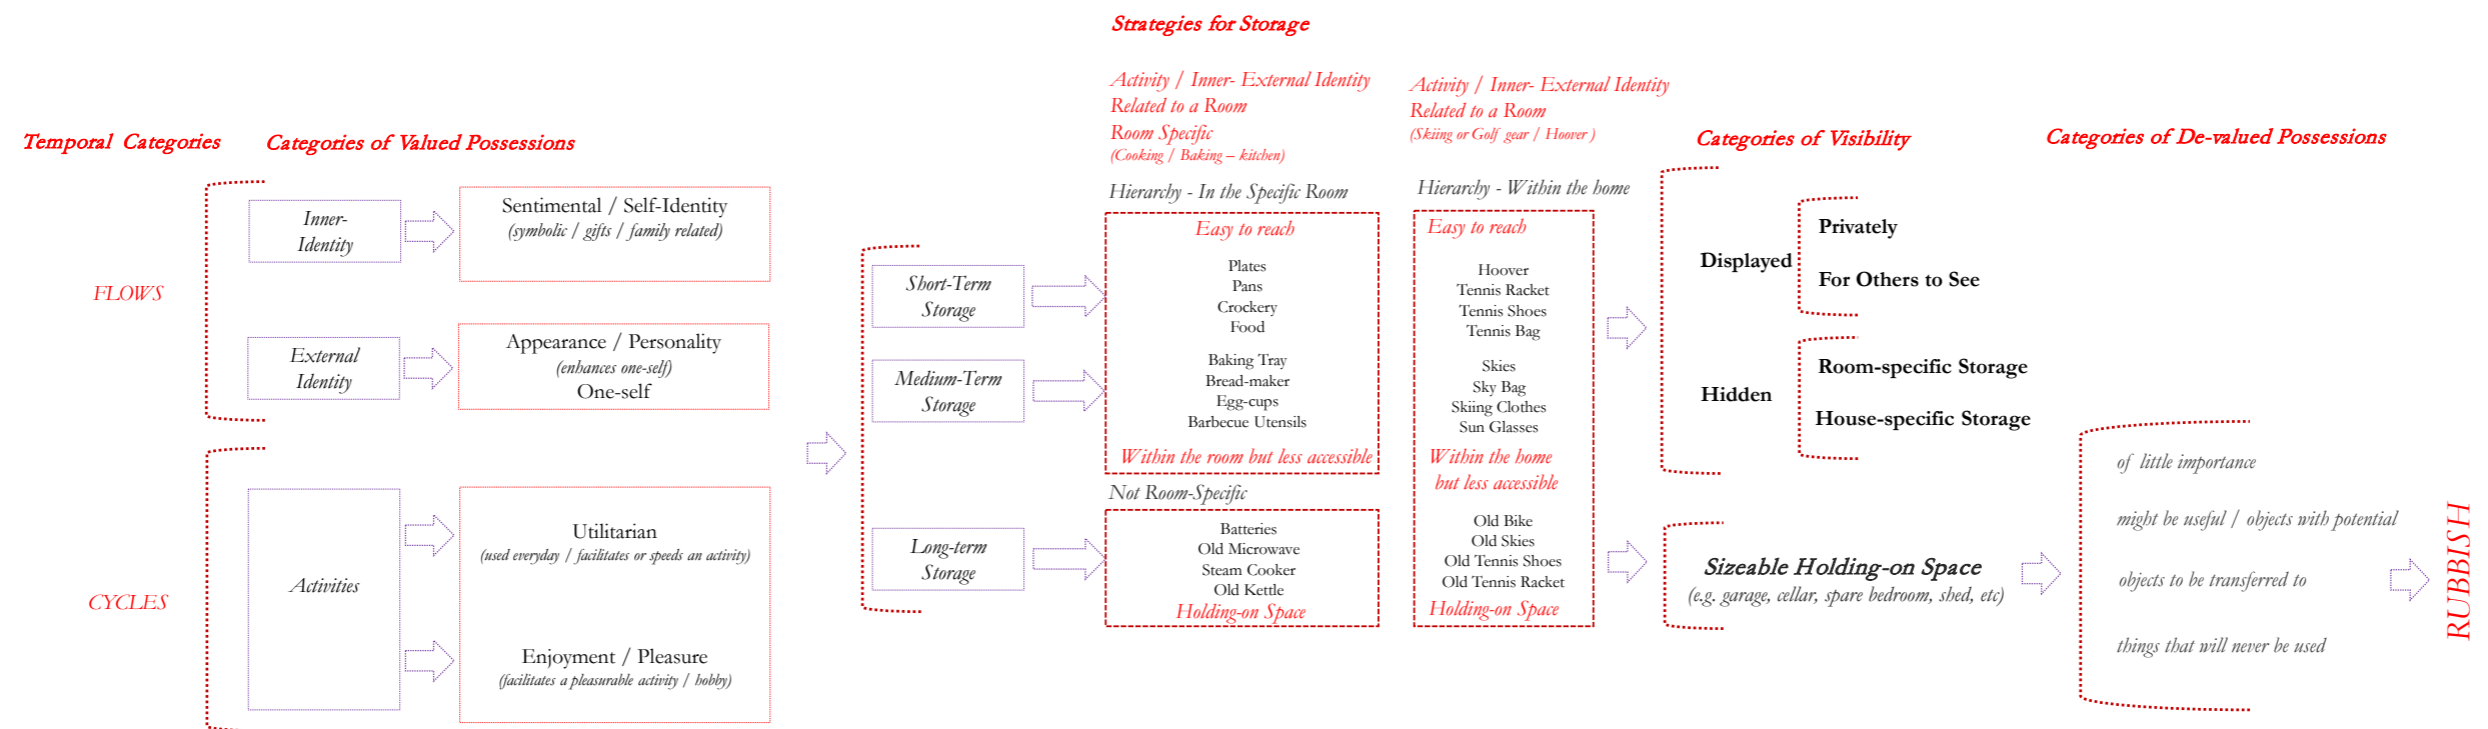 Strategies for Storage
Activity / Inner- External Identity
Related to a Room
Room Specific
(Cooking / Baking – kitchen)
Activity / Inner- External Identity
Related to a Room
(Skiing or Golf gear / Hoover )
Temporal Categories
Categories of Valued Possessions
Categories of Visibility
Categories of De-valued Possessions
FLOWS
Inner-
Identity
Sentimental / Self-Identity
(symbolic / gifts / family related)
External
Identity
Appearance / Personality
(enhances one-self)
One-self
CYCLES
Activities
Utilitarian
(used everyday / facilitates or speeds an activity)
Enjoyment / Pleasure
(facilitates a pleasurable activity / hobby)
Short-Term
Storage
Medium-Term
Storage
Long-term
Storage
Hierarchy - In the Specific Room
Easy to reach
Plates
Pans
Crockery
Food
Baking Tray
Bread-maker
Egg-cups
Barbecue Utensils
Within the room but less accessible
Not Room-Specific
Batteries
Old Microwave
Steam Cooker
Old Kettle
Holding-on Space
Hierarchy - Within the home
Easy to reach
Hoover
Tennis Racket
Tennis Shoes
Tennis Bag
Skies
Sky Bag
Skiing Clothes
Sun Glasses
Within the home
but less accessible
Old Bike
Old Skies
Old Tennis Shoes
Old Tennis Racket
Holding-on Space
Displayed
Privately
For Others to See
Hidden
Room-specific Storage
House-specific Storage
Sizeable Holding-on Space
(e.g. garage, cellar, spare bedroom, shed, etc)
of little importance
might be useful / objects with potential
objects to be transferred to
things that will never be used
RUBBISH